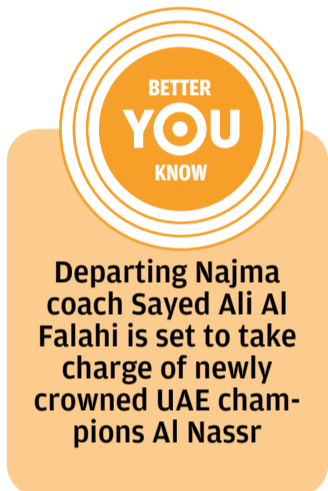 BETTER
YOU
KNOW
Departing Najma
coach Sayed Ali Al
Falahi is set to take
charge of newly
crowned UAE cham-
pions Al Nassr